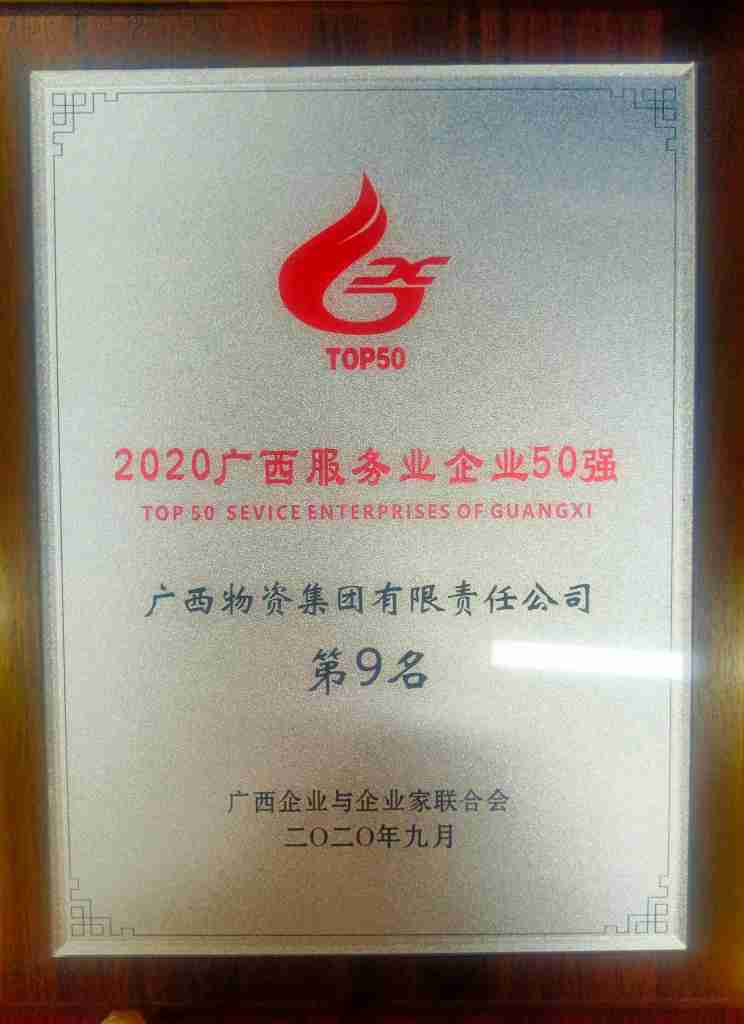 TOP50
2020广西服务业企业50强
TOP 50 SEVICE ENTERPRISES OF GUANGXI
广西物资集团有限责任公司
第9名
广西企业与企业家联合会
二〇二〇年九月